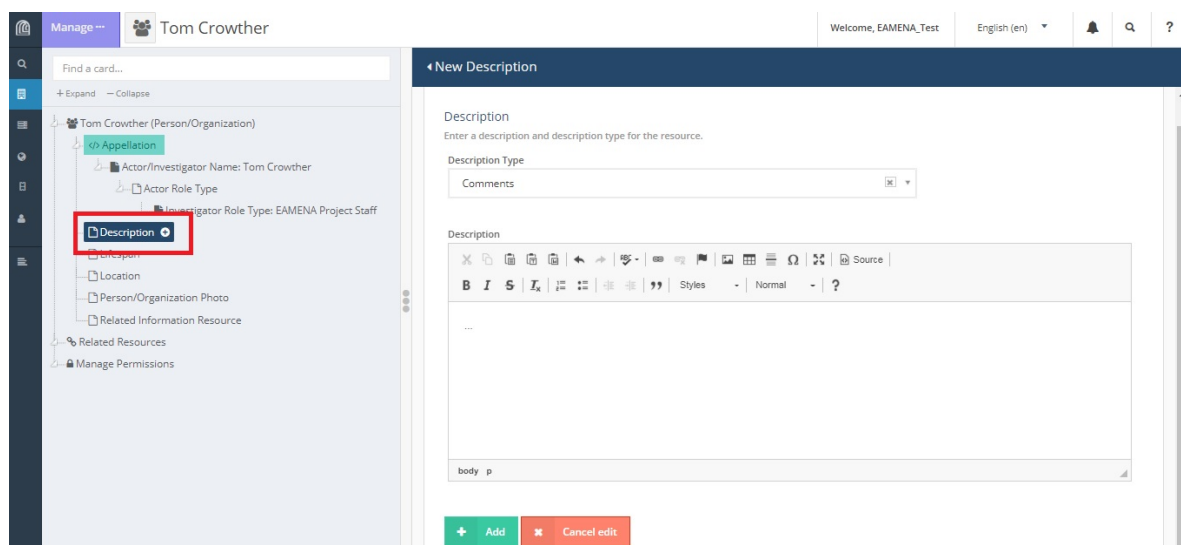 Manage ...
Tom Crowther
Welcome, EAMENA_Test
English (en)
?
Find a card...
+ Expand − Collapse
Tom Crowther (Person/Organization)
</> Appellation
Actor/Investigator Name: Tom Crowther
Actor Role Type
Investigator Role Type: EAMENA Project Staff
Description
Lifespan
Location
Person/Organization Photo
Related Information Resource
Related Resources
Manage Permissions
New Description
Description
Enter a description and description type for the resource.
Description Type
Comments
Description
ABC Ω Source
B I S Tx Styles Normal ?
...
body p
+ Add
× Cancel edit